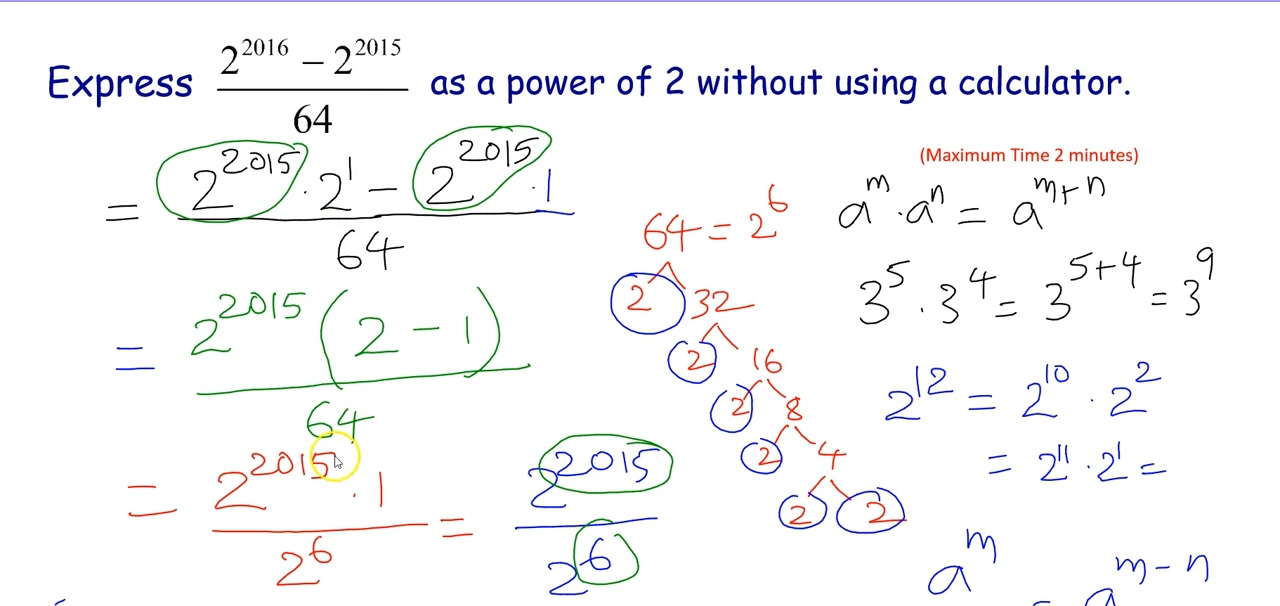 Express (2^2016 − 2^2015)/64 as a power of 2 without using a calculator.
(Maximum Time 2 minutes)
= (2^2015 · 2^1 − 2^2015 · 1)/64
= 2^2015 (2 − 1)/64
= (2^2015 · 1)/2^6 = 2^2015/2^6
64 = 2^6
2 32
2 16
2 8
2 4
2 2
a^m · a^n = a^(m+n)
3^5 · 3^4 = 3^(5+4) = 3^9
2^12 = 2^10 · 2^2
= 2^11 · 2^1 =
a^m
= a^(m−n)